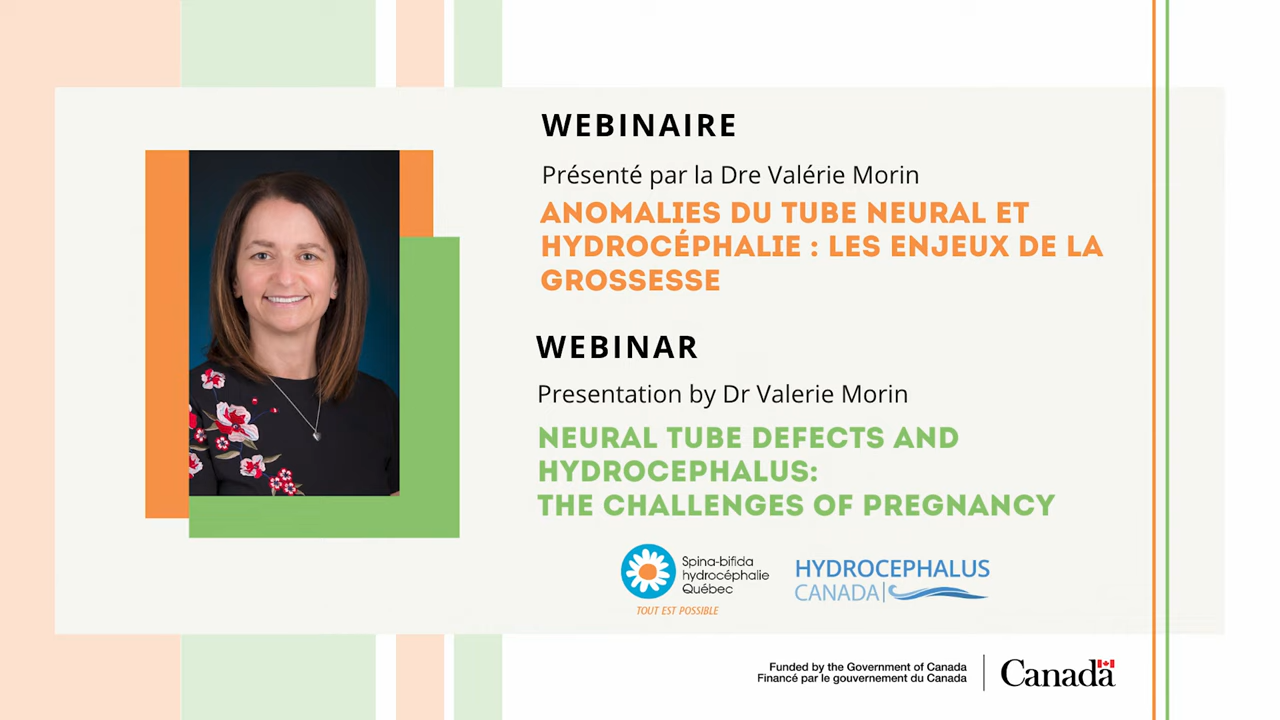 WEBINAIRE
Présenté par la Dre Valérie Morin
ANOMALIES DU TUBE NEURAL ET
HYDROCÉPHALIE : LES ENJEUX DE LA
GROSSESSE
WEBINAR
Presentation by Dr Valerie Morin
NEURAL TUBE DEFECTS AND
HYDROCEPHALUS:
THE CHALLENGES OF PREGNANCY
Spina-bifida
hydrocéphalie
Québec
TOUT EST POSSIBLE
HYDROCEPHALUS
CANADA
Funded by the Government of Canada
Financé par le gouvernement du Canada
Canada